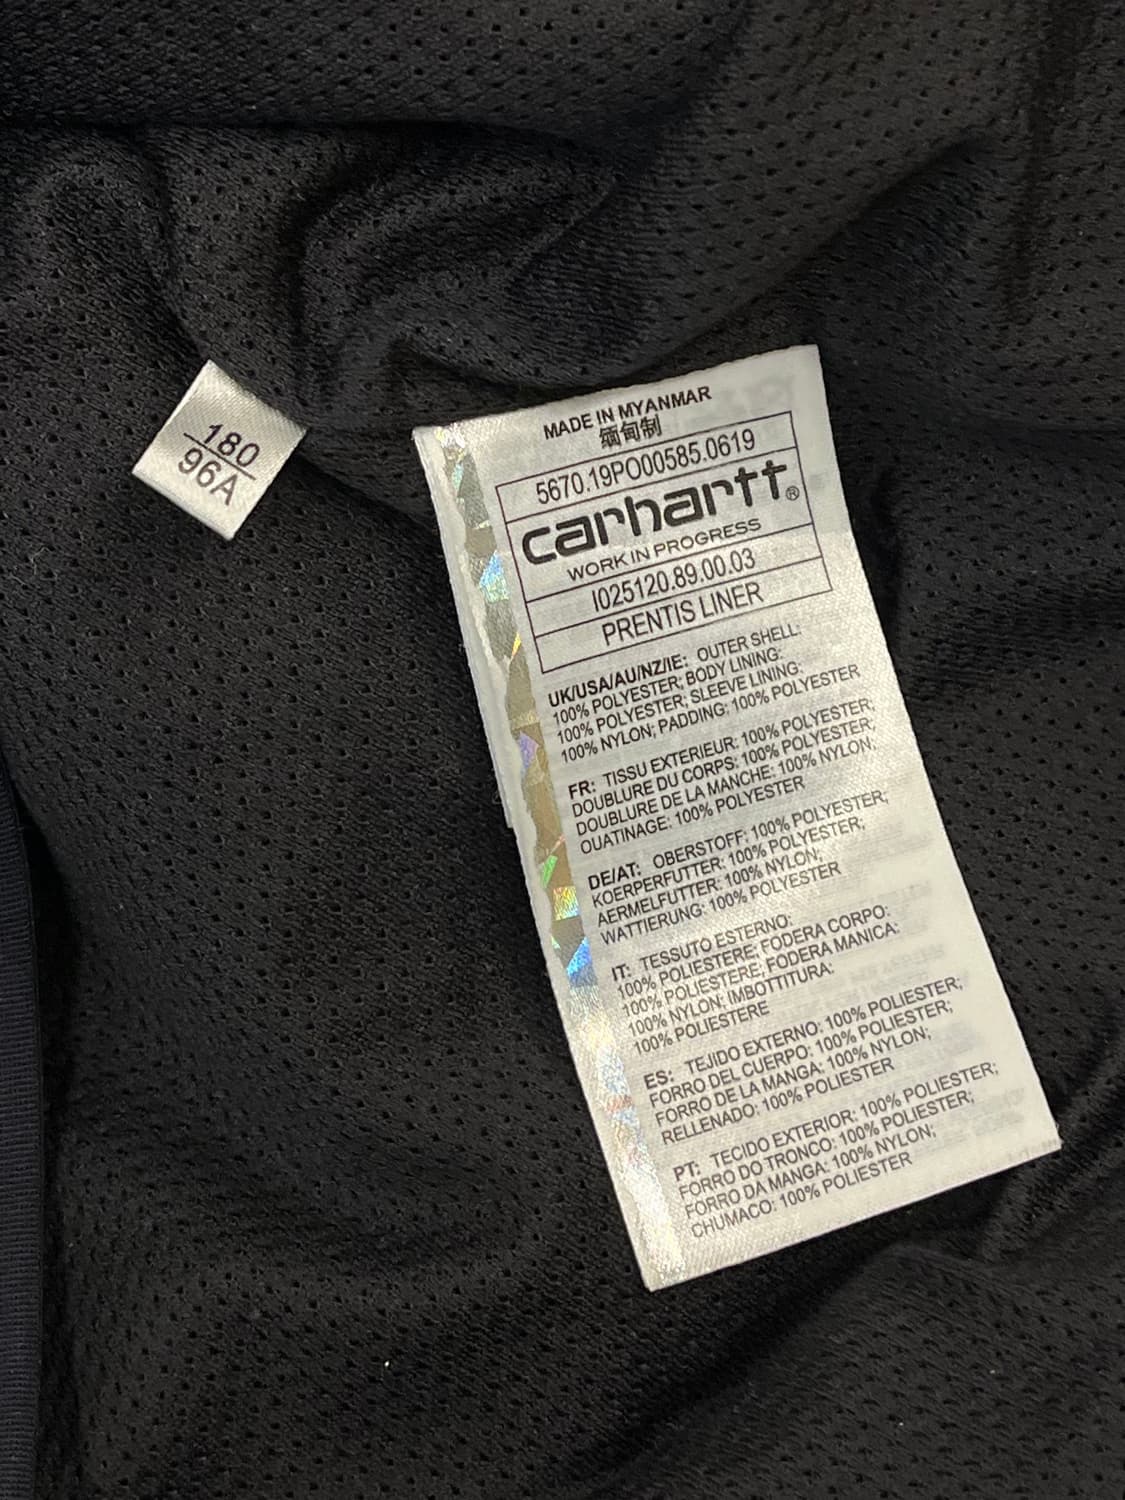 180
96A
MADE IN MYANMAR
缅甸制
5670.19PO00585.0619
carhartt®
WORK IN PROGRESS
I025120.89.00.03
PRENTIS LINER
UK/USA/AU/NZ/IE: OUTER SHELL:
100% POLYESTER; BODY LINING:
100% POLYESTER; SLEEVE LINING:
100% NYLON; PADDING: 100% POLYESTER
FR: TISSU EXTERIEUR: 100% POLYESTER;
DOUBLURE DU CORPS: 100% POLYESTER;
DOUBLURE DE LA MANCHE: 100% NYLON;
OUATINAGE: 100% POLYESTER
DE/AT: OBERSTOFF: 100% POLYESTER;
KOERPERFUTTER: 100% POLYESTER;
AERMELFUTTER: 100% NYLON;
WATTIERUNG: 100% POLYESTER
IT: TESSUTO ESTERNO:
100% POLIESTERE; FODERA CORPO:
100% POLIESTERE; FODERA MANICA:
100% NYLON; IMBOTTITURA:
100% POLIESTERE
ES: TEJIDO EXTERNO: 100% POLIESTER;
FORRO DEL CUERPO: 100% POLIESTER;
FORRO DE LA MANGA: 100% NYLON;
RELLENADO: 100% POLIESTER
PT: TECIDO EXTERIOR: 100% POLIESTER;
FORRO DO TRONCO: 100% POLIESTER;
FORRO DA MANGA: 100% NYLON;
CHUMACO: 100% POLIESTER